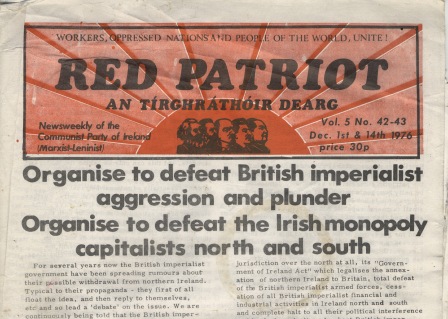 WORKERS, OPPRESSED NATIONS AND PEOPLE OF THE WORLD, UNITE!
RED PATRIOT
AN TÍRGHRÁTHÓIR DEARG
Newsweekly of the
Communist Party of Ireland
(Marxist-Leninist)
Vol. 5 No. 42-43
Dec. 1st & 14th 1976
price 30p
Organise to defeat British imperialist
aggression and plunder
Organise to defeat the Irish monopoly
capitalists north and south
For several years now the British imperialist
government have been spreading rumours about
their possible withdrawal from northern Ireland.
Typical to their propaganda - they first of all
float the idea, and then reply to themselves,
etc and so lead a 'debate' on the issue. We are
continuously being told that the British imper-
jurisdiction over the north at all, its "Govern-
ment of Ireland Act" which legalises the annex-
ation of northern Ireland to Britain, total defeat
of the British imperialist armed forces, cess-
ation of all British imperialist financial and
industrial activities in Ireland north and south
and complete halt to all their political interference